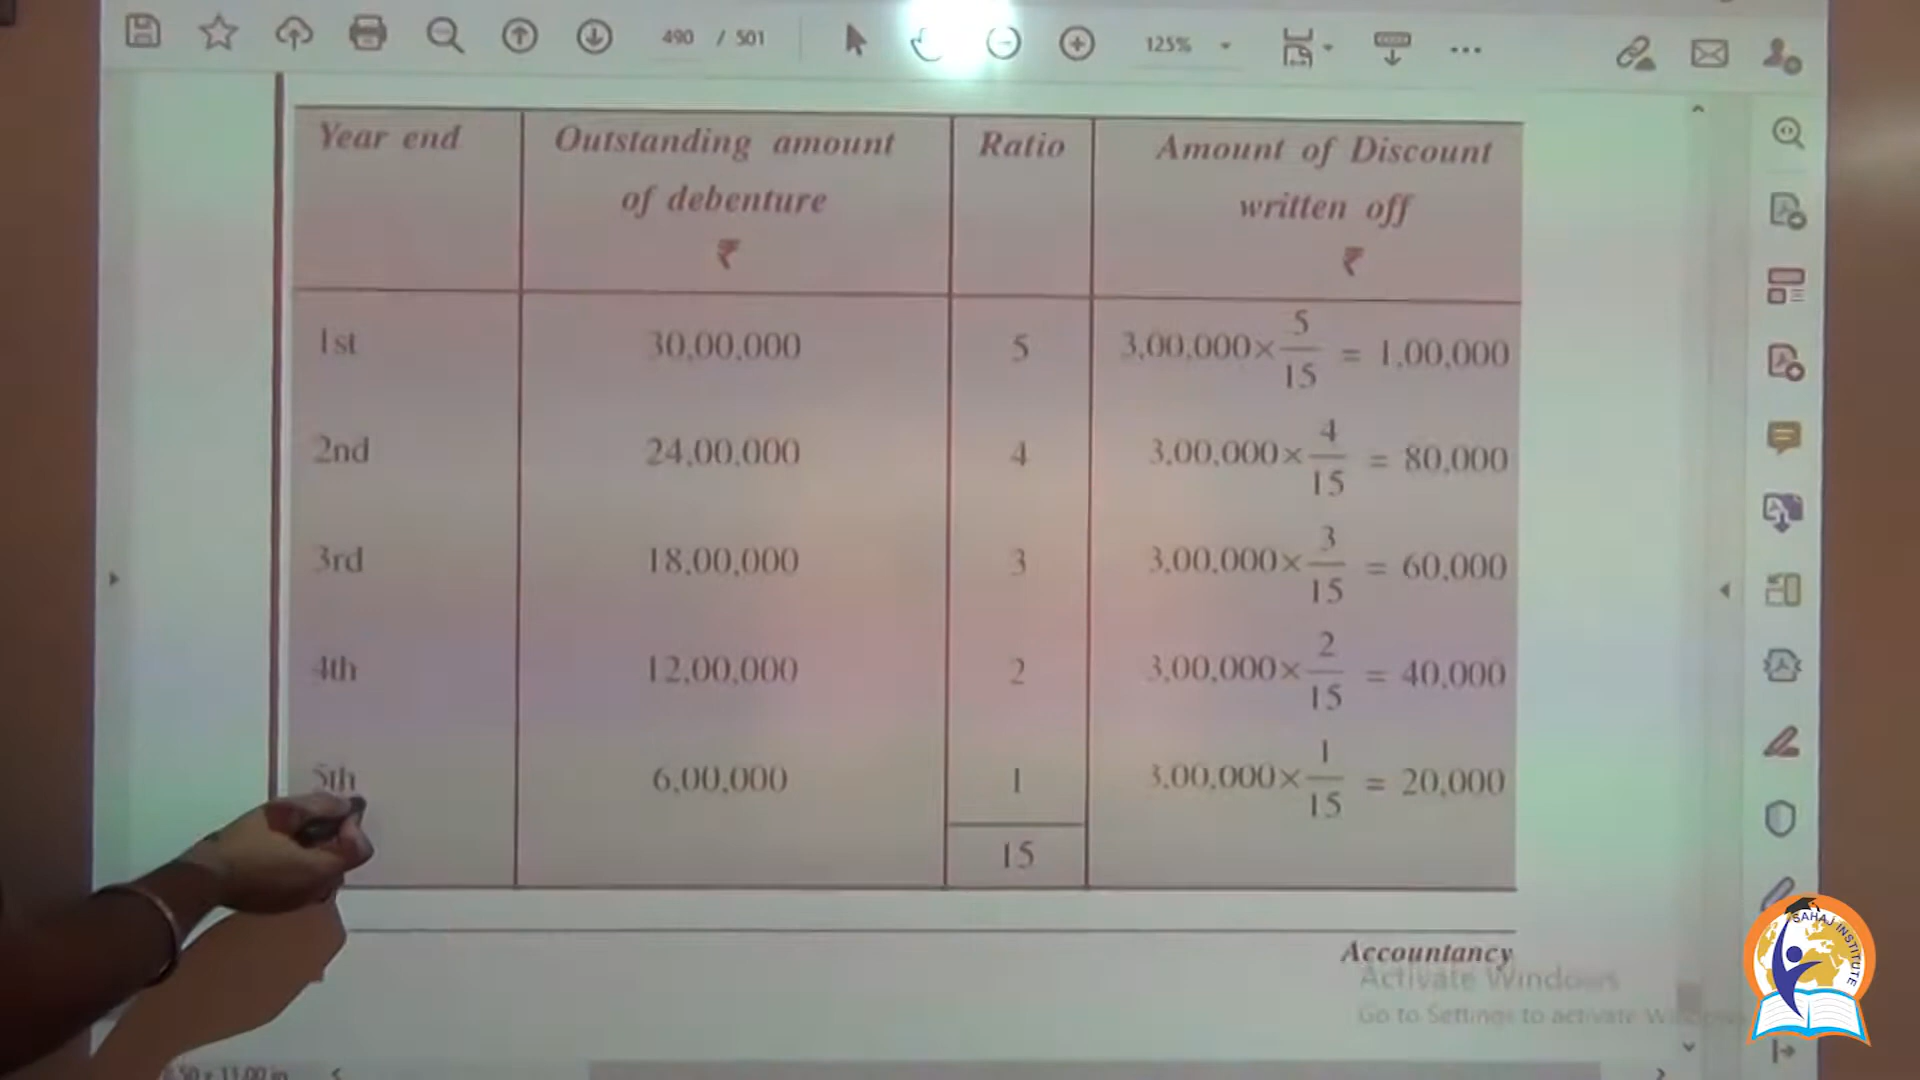 490 / 501
125%
Year end
Outstanding amount
of debenture
₹
Ratio
Amount of Discount
written off
₹
1st 30,00,000 5 3,00,000× 5/15 = 1,00,000
2nd 24,00,000 4 3,00,000× 4/15 = 80,000
3rd 18,00,000 3 3,00,000× 3/15 = 60,000
4th 12,00,000 2 3,00,000× 2/15 = 40,000
5th 6,00,000 1 3,00,000× 1/15 = 20,000
15
Accountancy
Activate Windows
Go to Settings to activate
SAHAJ INSTITUTE